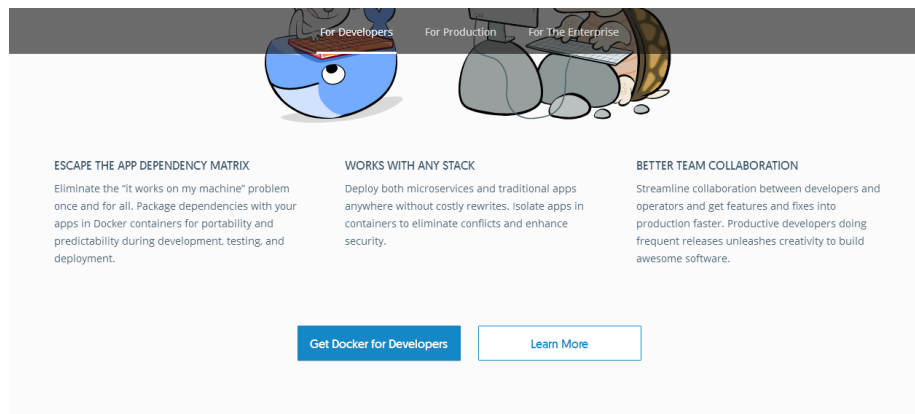 For Developers For Production For The Enterprise
ESCAPE THE APP DEPENDENCY MATRIX
Eliminate the “it works on my machine” problem
once and for all. Package dependencies with your
apps in Docker containers for portability and
predictability during development, testing, and
deployment.
WORKS WITH ANY STACK
Deploy both microservices and traditional apps
anywhere without costly rewrites. Isolate apps in
containers to eliminate conflicts and enhance
security.
BETTER TEAM COLLABORATION
Streamline collaboration between developers and
operators and get features and fixes into
production faster. Productive developers doing
frequent releases unleashes creativity to build
awesome software.
Get Docker for Developers Learn More